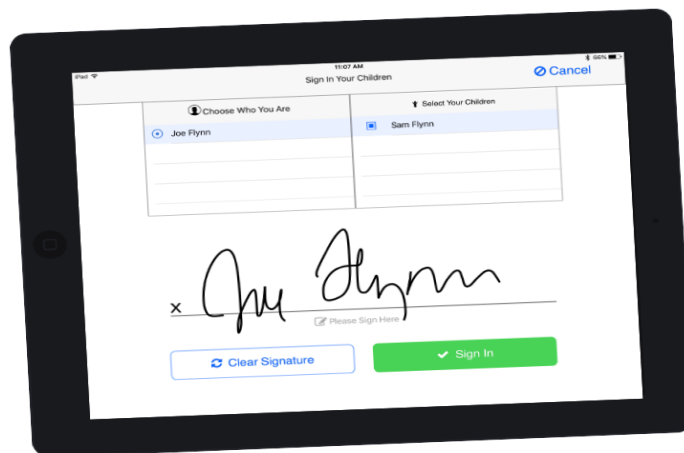 iPad 11:07 AM 66%
Sign In Your Children
Cancel
Choose Who You Are
Select Your Children
Joe Flynn
Sam Flynn
x Joe Flynn
Please Sign Here
Clear Signature
Sign In